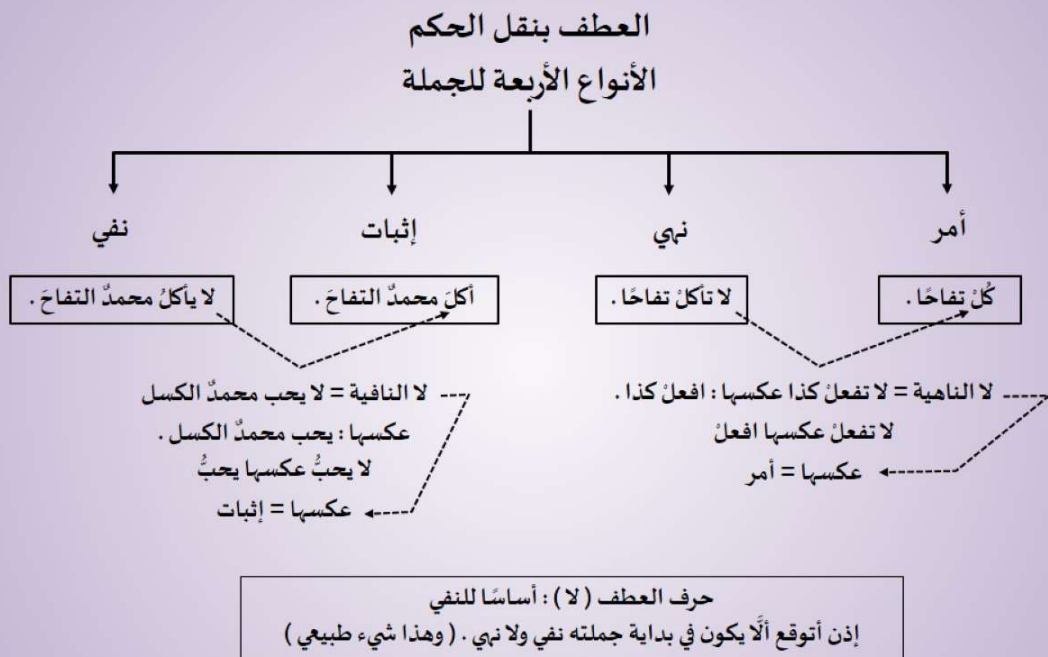 العطف بنقل الحكم
الأنواع الأربعة للجملة
أمر
نهي
إثبات
نفي
كُلْ تفاحًا .
لا تأكلْ تفاحًا .
أكلَ محمدٌ التفاحَ .
لا يأكلُ محمدٌ التفاحَ .
لا الناهية = لا تفعلْ كذا عكسها : افعلْ كذا .
لا تفعلْ عكسها افعلْ
عكسها = أمر
لا النافية = لا يحب محمدٌ الكسل
عكسها : يحب محمدٌ الكسل .
لا يحبُّ عكسها يحبُّ
عكسها = إثبات
حرف العطف ( لا ) : أساسًا للنفي
إذن أتوقع ألَّا يكون في بداية جملته نفي ولا نهي . ( وهذا شيء طبيعي )